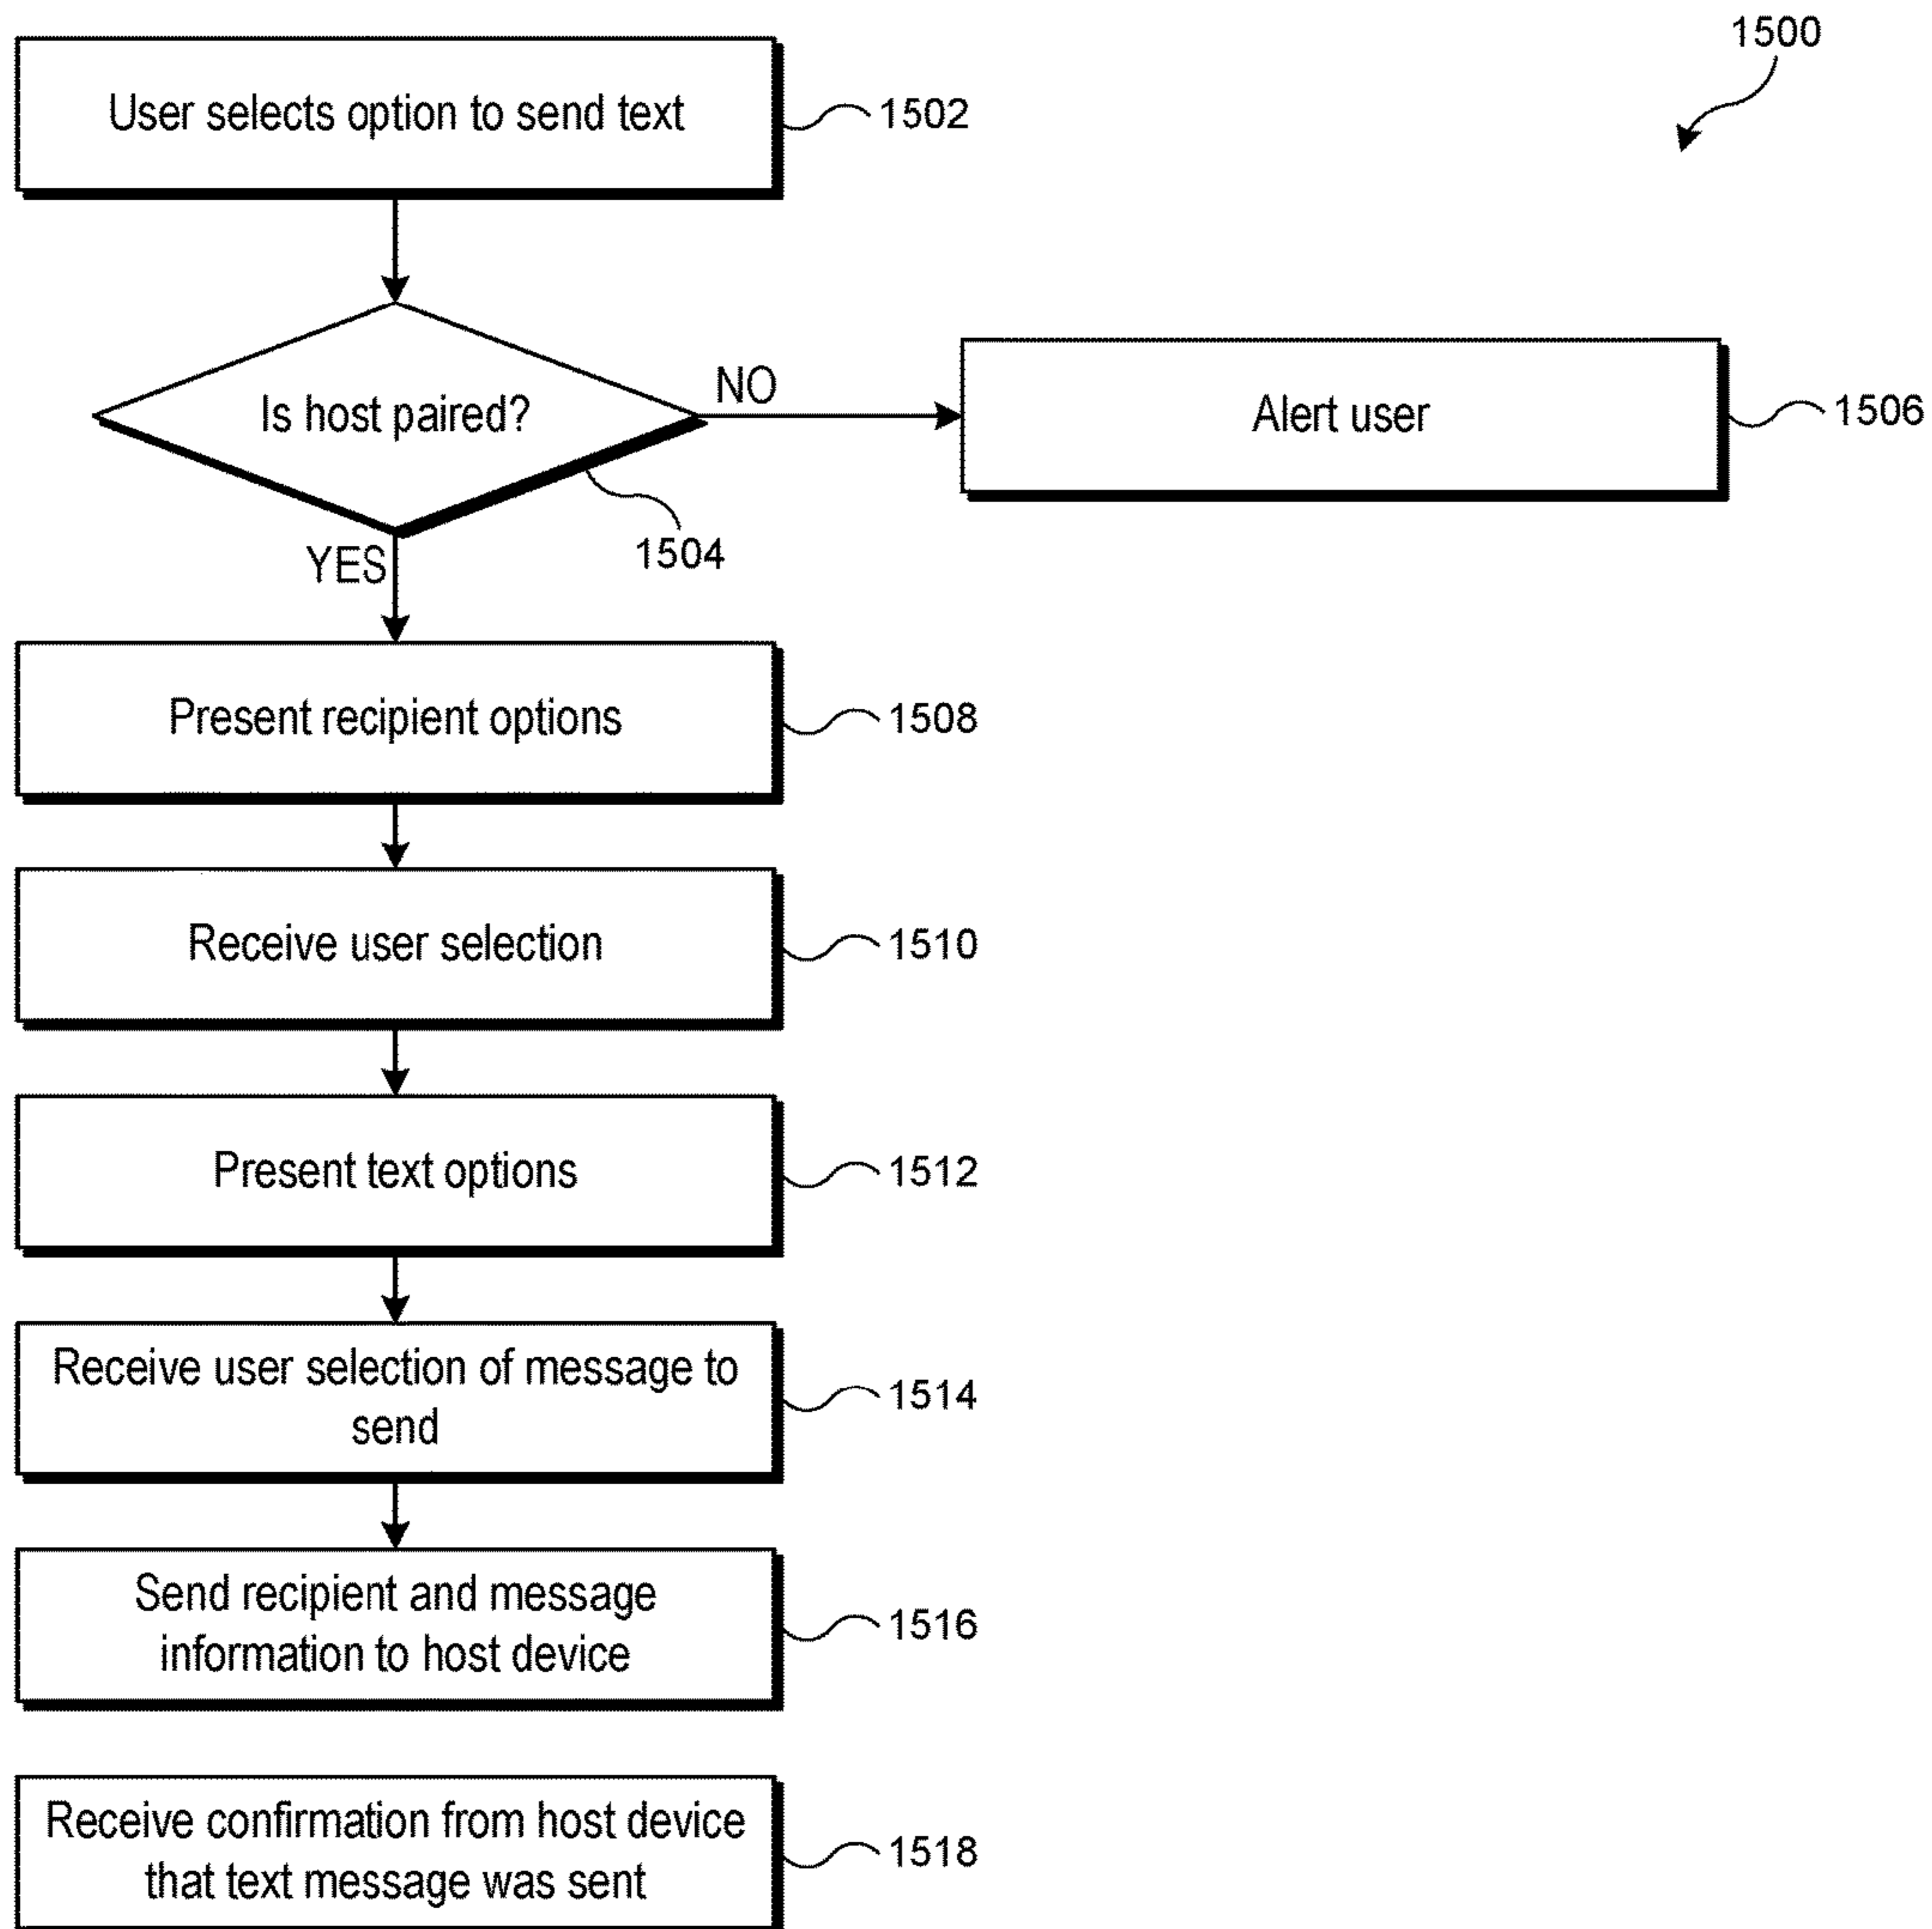 1500
User selects option to send text
1502
Is host paired?
NO
Alert user
1506
1504
YES
Present recipient options
1508
Receive user selection
1510
Present text options
1512
Receive user selection of message to
send
1514
Send recipient and message
information to host device
1516
Receive confirmation from host device
that text message was sent
1518